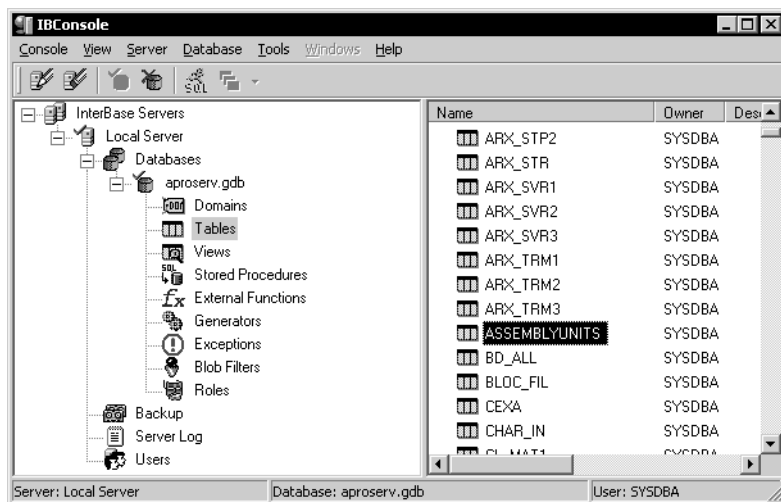 IBConsole
Console View Server Database Tools Windows Help
SQL
InterBase Servers
Local Server
Databases
aproserv.gdb
Domains
Tables
Views
Stored Procedures
External Functions
Generators
Exceptions
Blob Filters
Roles
Backup
Server Log
Users
Name Owner
ARX_STP2 SYSDBA
ARX_STR SYSDBA
ARX_SVR1 SYSDBA
ARX_SVR2 SYSDBA
ARX_SVR3 SYSDBA
ARX_TRM1 SYSDBA
ARX_TRM2 SYSDBA
ARX_TRM3 SYSDBA
ASSEMBLYUNITS SYSDBA
BD_ALL SYSDBA
BLOC_FIL SYSDBA
CEXA SYSDBA
CHAR_IN SYSDBA
Server: Local Server Database: aproserv.gdb User: SYSDBA